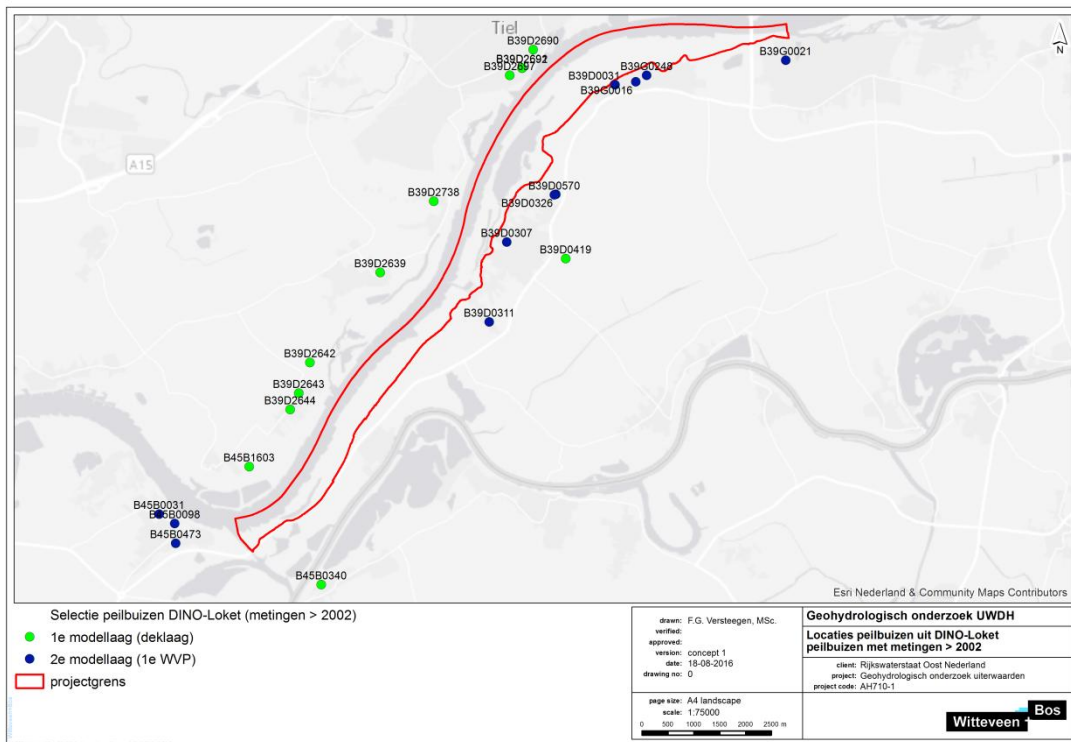 Tiel
B39D2690
B39D2697
B39G0021
B39G0248
B39D0031
B39G0016
N
A15
B39D2738
B39D0570
B39D0326
B39D0307
B39D0419
B39D2639
B39D0311
B39D2642
B39D2643
B39D2644
B45B1603
B45B0031
B45B0098
B45B0473
B45B0340
Esri Nederland & Community Maps Contributors
Selectie peilbuizen DINO-Loket (metingen > 2002)
1e modellaag (deklaag)
2e modellaag (1e WVP)
projectgrens
drawn: F.G. Versteegen, MSc.
verified:
approved:
version: concept 1
date: 18-08-2016
drawing no: 0
page size: A4 landscape
scale: 1:75000
0 500 1000 1500 2000 2500 m
Geohydrologisch onderzoek UWDH
Locaties peilbuizen uit DINO-Loket
peilbuizen met metingen > 2002
client: Rijkswaterstaat Oost Nederland
project: Geohydrologisch onderzoek uiterwaarden
project code: AH710-1
Witteveen + Bos